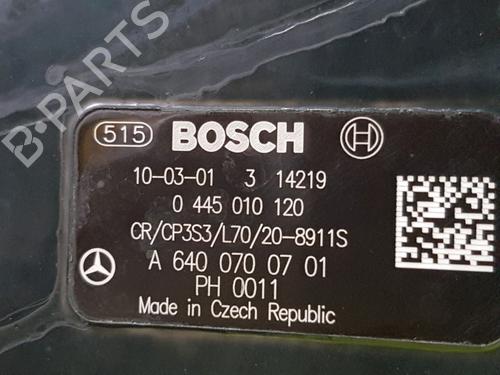 B-PARTS
515 BOSCH
10-03-01 3 14219
0 445 010 120
CR/CP3S3/L70/20-8911S
A 640 070 07 01
PH 0011
Made in Czech Republic